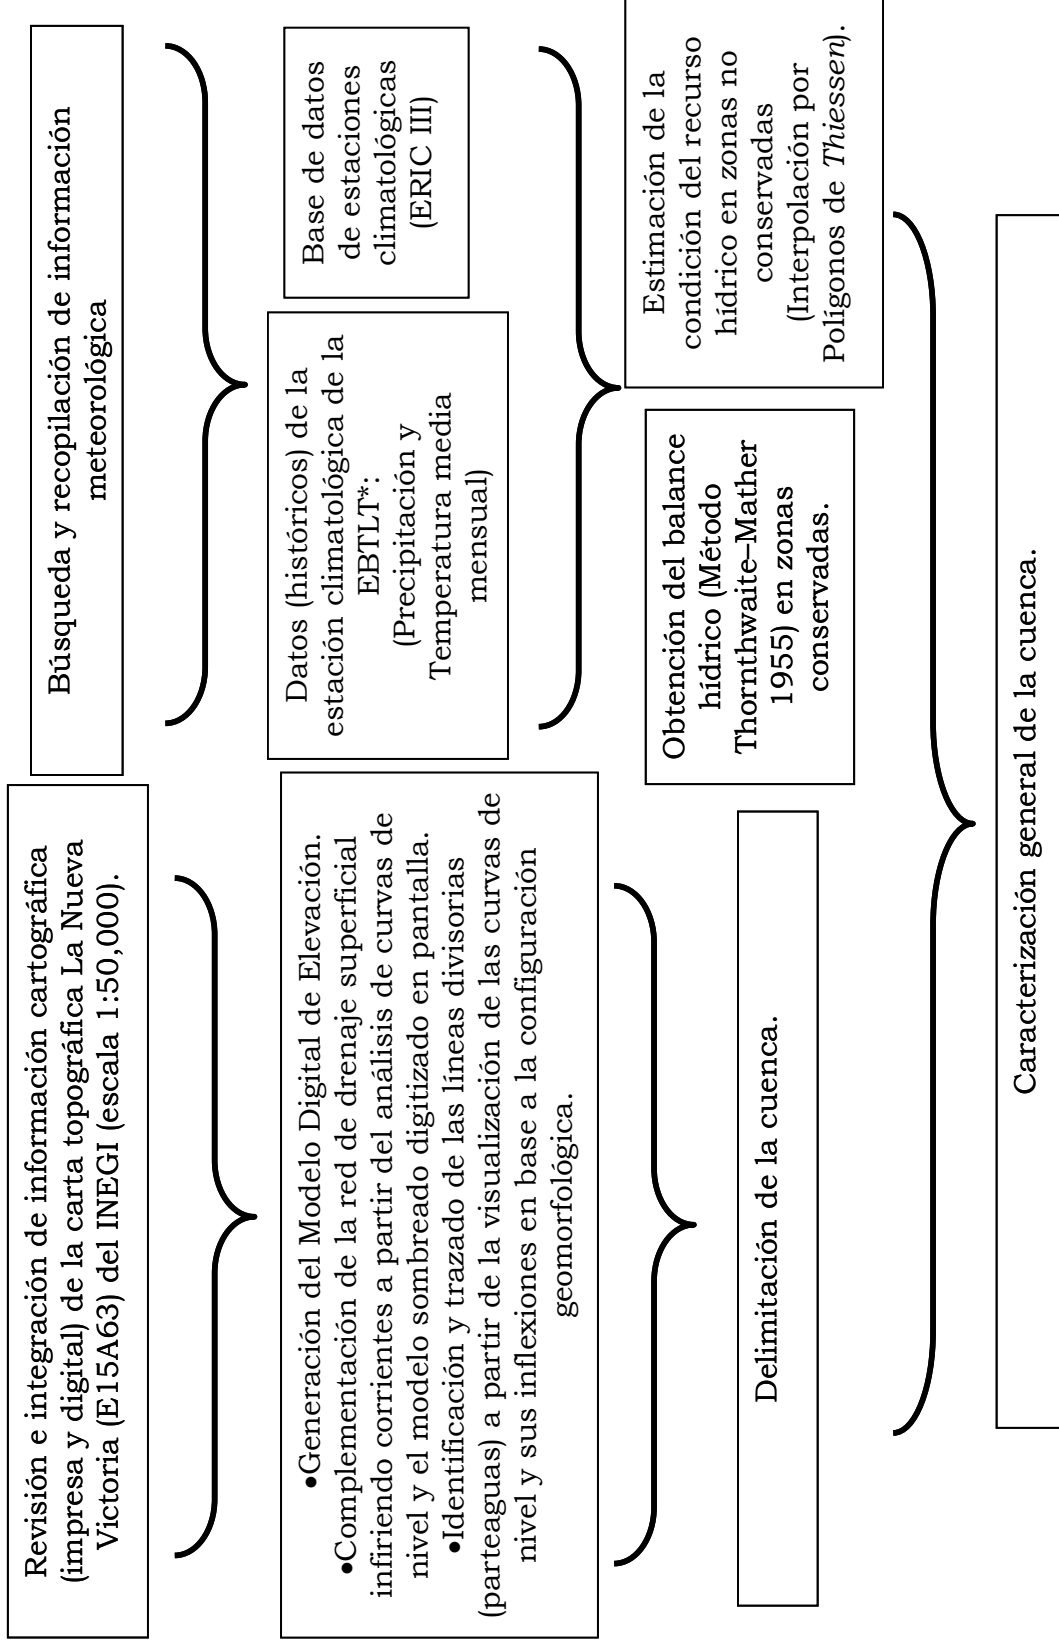 Revisión e integración de información cartográfica
(impresa y digital) de la carta topográfica La Nueva
Victoria (E15A63) del INEGI (escala 1:50,000).
Búsqueda y recopilación de información
meteorológica
•Generación del Modelo Digital de Elevación.
•Complementación de la red de drenaje superficial
infiriendo corrientes a partir del análisis de curvas de
nivel y el modelo sombreado digitizado en pantalla.
•Identificación y trazado de las líneas divisorias
(parteaguas) a partir de la visualización de las curvas de
nivel y sus inflexiones en base a la configuración
geomorfológica.
Datos (históricos) de la
estación climatológica de la
EBTLT*:
(Precipitación y
Temperatura media
mensual)
Base de datos
de estaciones
climatológicas
(ERIC III)
Delimitación de la cuenca.
Obtención del balance
hídrico (Método
Thornthwaite–Mather
1955) en zonas
conservadas.
Estimación de la
condición del recurso
hídrico en zonas no
conservadas
(Interpolación por
Polígonos de Thiessen).
Caracterización general de la cuenca.